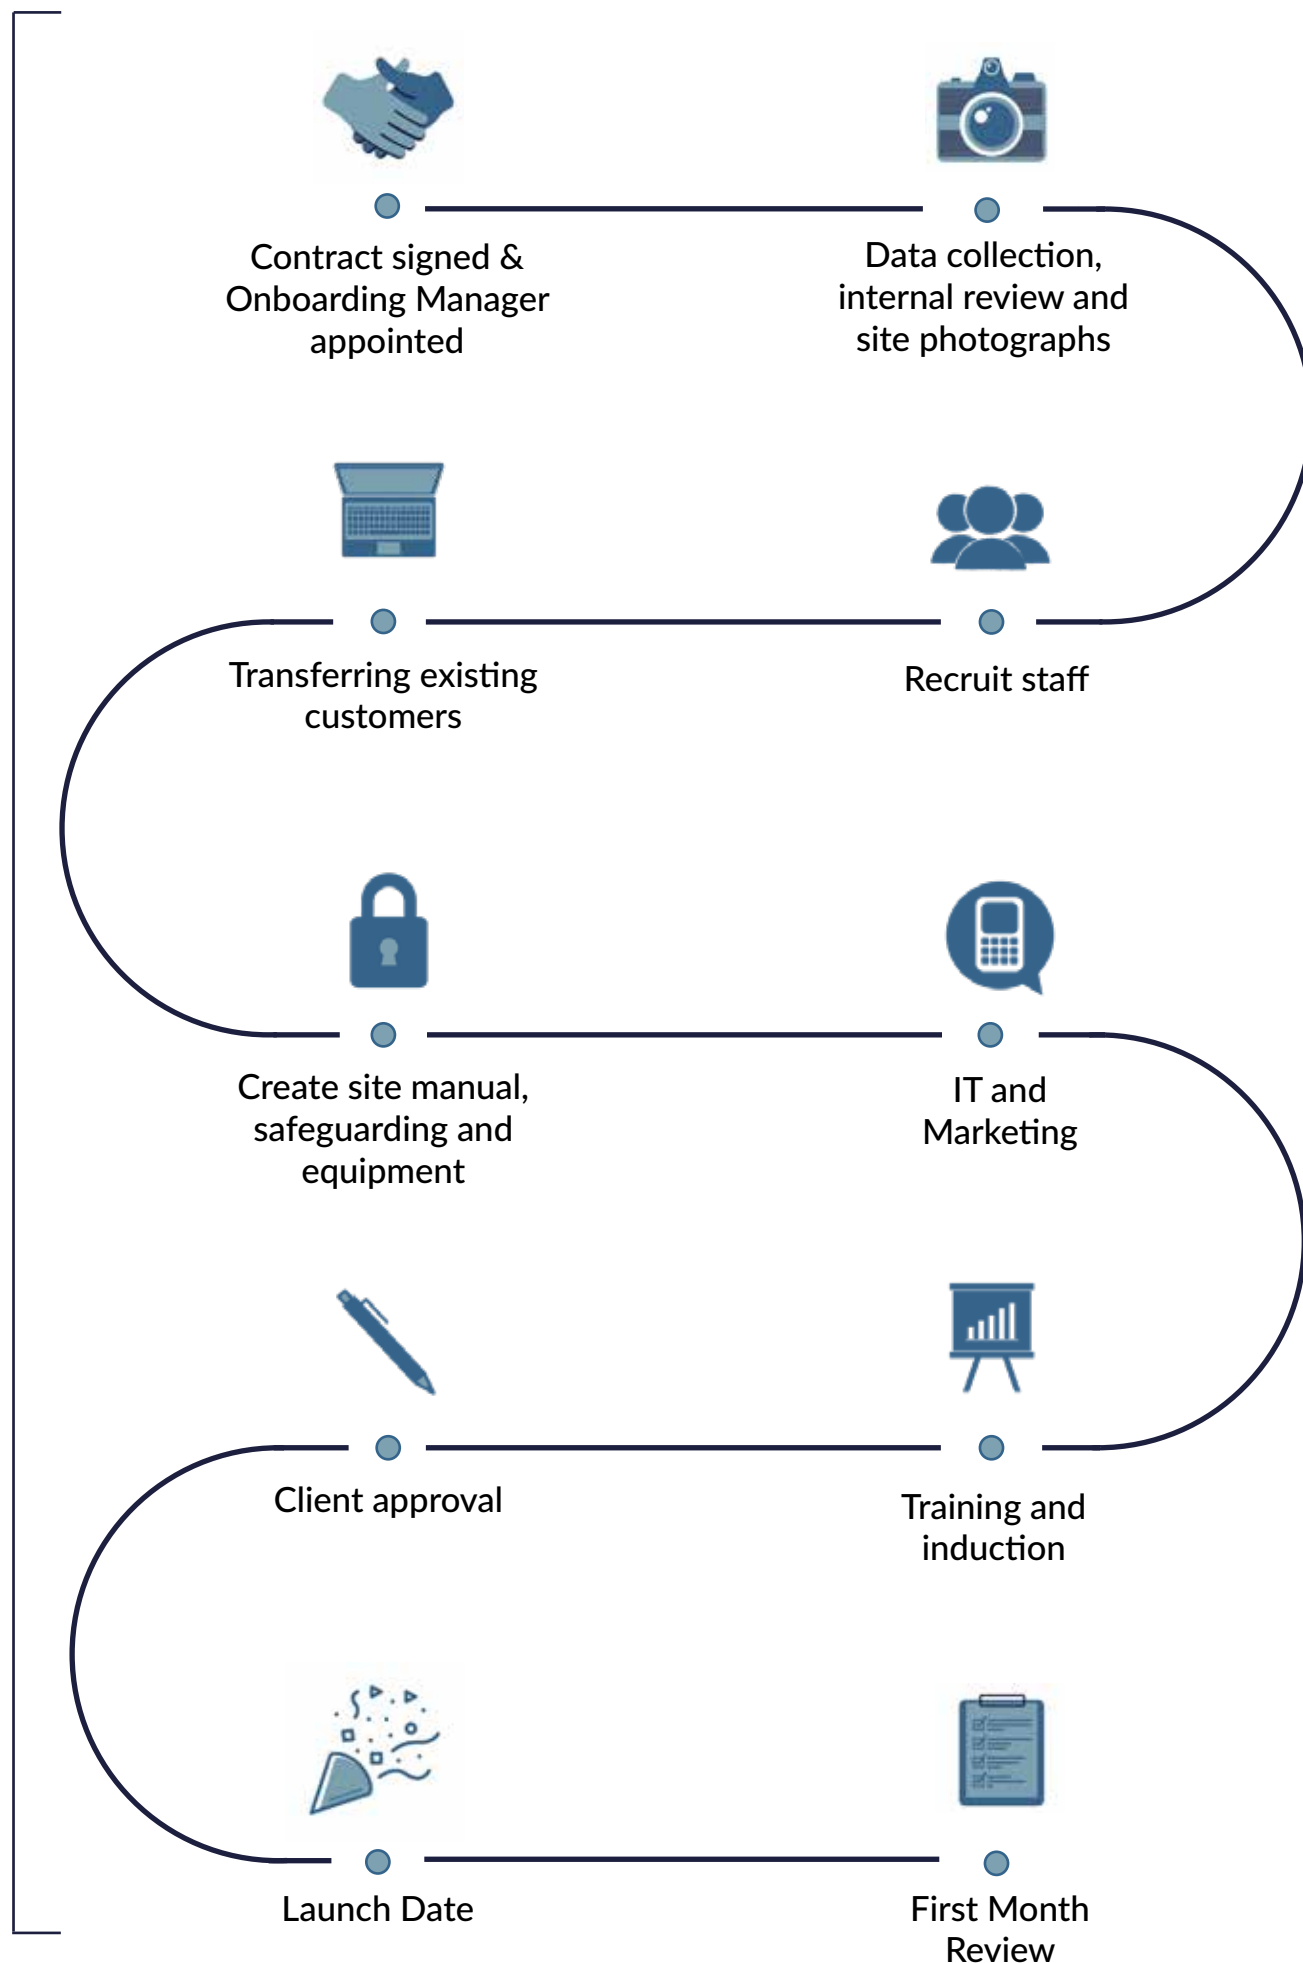 Contract signed &
Onboarding Manager
appointed
Data collection,
internal review and
site photographs
Recruit staff
Transferring existing
customers
Create site manual,
safeguarding and
equipment
IT and
Marketing
Training and
induction
Client approval
Launch Date
First Month
Review